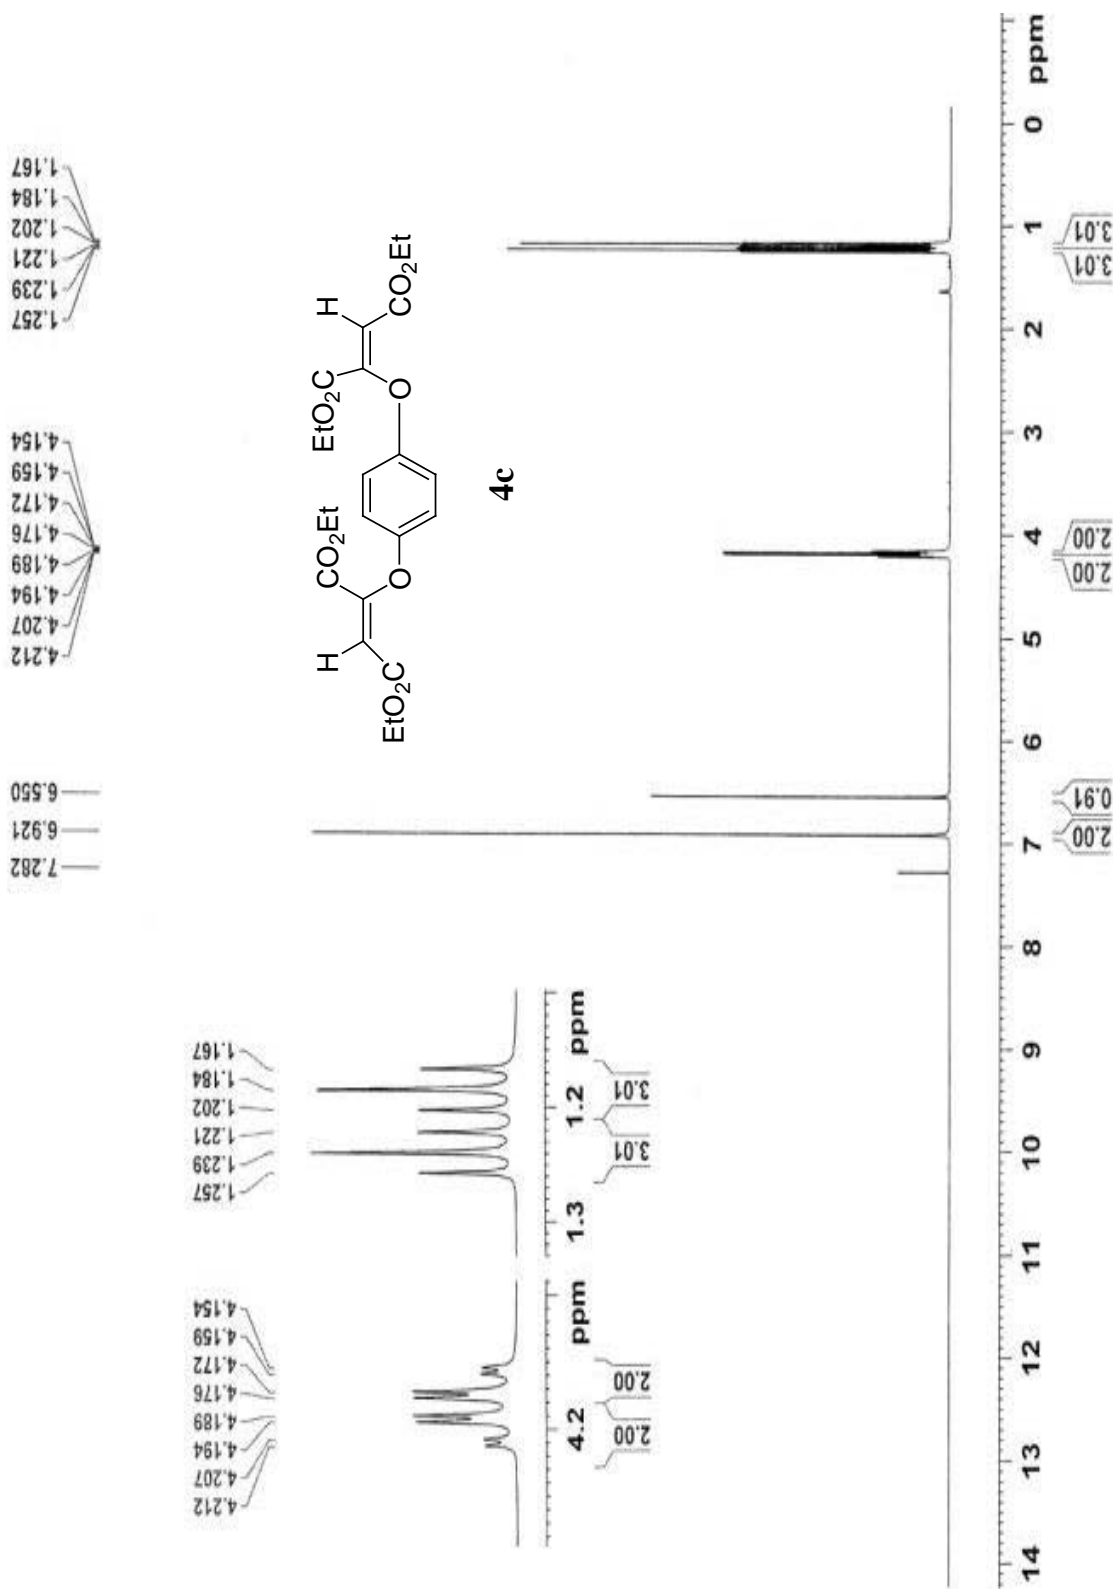 7.282
6.921
6.550
4.212
4.207
4.194
4.189
4.176
4.172
4.159
4.154
1.257
1.239
1.221
1.202
1.184
1.167
4.212
4.207
4.194
4.189
4.176
4.172
4.159
4.154
1.257
1.239
1.221
1.202
1.184
1.167
H
CO2Et
EtO2C
O
O
EtO2C
H
CO2Et
4c
4.2 ppm
2.00 2.00
1.3 1.2 ppm
3.01 3.01
14 13 12 11 10 9 8 7 6 5 4 3 2 1 0 ppm
2.00 0.91 2.00 2.00 3.01 3.01